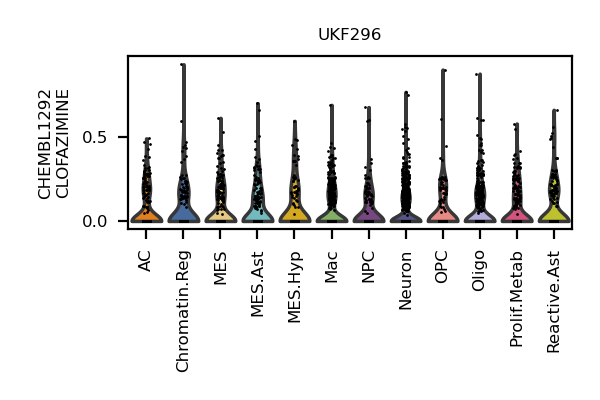 UKF296
CHEMBL1292
CLOFAZIMINE
0.5
0.0
AC
Chromatin.Reg
MES
MES.Ast
MES.Hyp
Mac
NPC
Neuron
OPC
Oligo
Prolif.Metab
Reactive.Ast